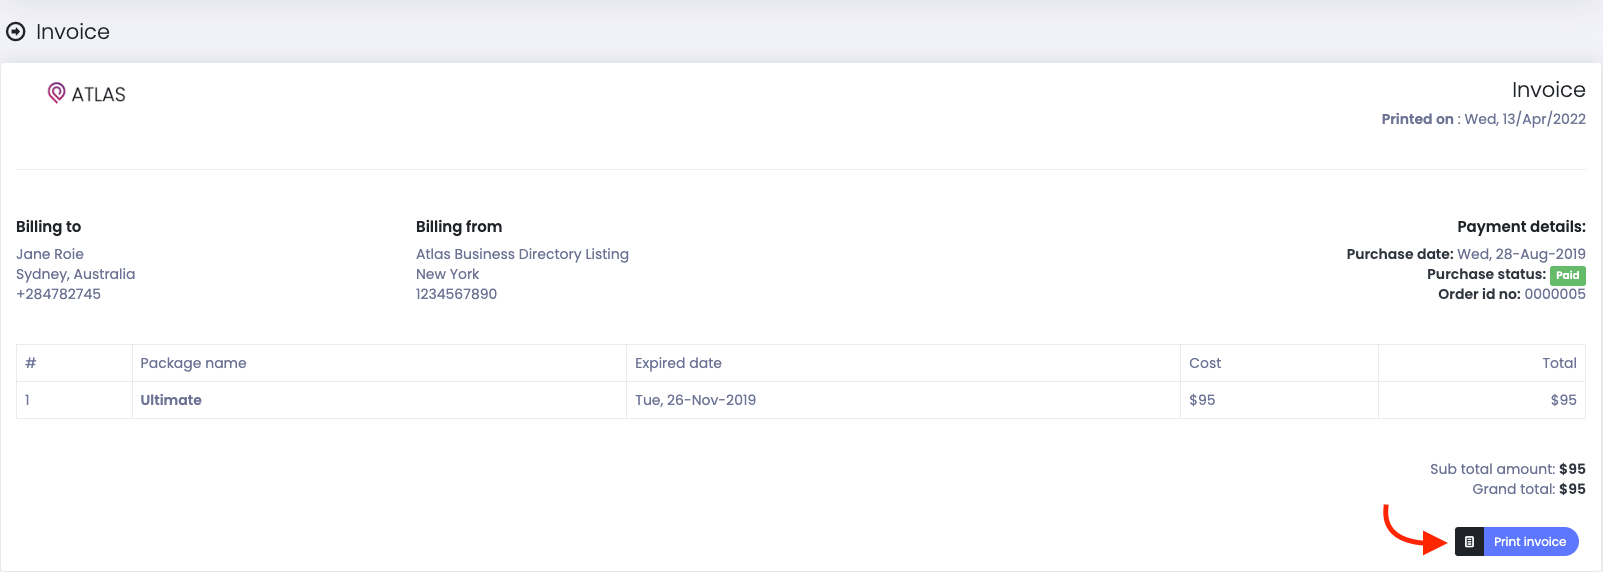 Invoice
ATLAS
Invoice
Printed on : Wed, 13/Apr/2022
Billing to
Jane Roie
Sydney, Australia
+284782745
Billing from
Atlas Business Directory Listing
New York
1234567890
Payment details:
Purchase date: Wed, 28-Aug-2019
Purchase status: Paid
Order id no: 0000005
# Package name Expired date Cost Total
1 Ultimate Tue, 26-Nov-2019 $95 $95
Sub total amount: $95
Grand total: $95
Print invoice